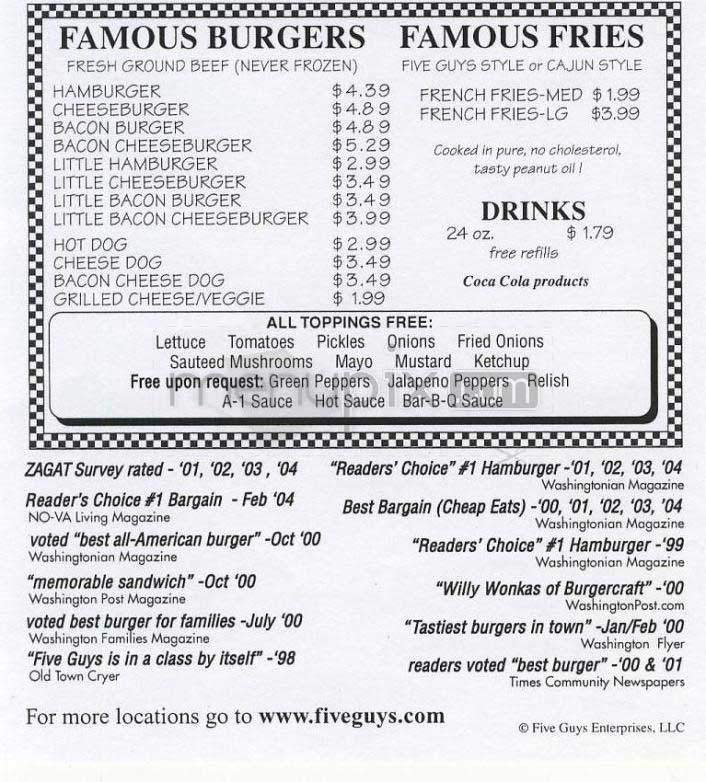 FAMOUS BURGERS
FRESH GROUND BEEF (NEVER FROZEN)
HAMBURGER $4.39
CHEESEBURGER $4.89
BACON BURGER $4.89
BACON CHEESEBURGER $5.29
LITTLE HAMBURGER $2.99
LITTLE CHEESEBURGER $3.49
LITTLE BACON BURGER $3.49
LITTLE BACON CHEESEBURGER $3.99
HOT DOG $2.99
CHEESE DOG $3.49
BACON CHEESE DOG $3.49
GRILLED CHEESE/VEGGIE $ 1.99
FAMOUS FRIES
FIVE GUYS STYLE or CAJUN STYLE
FRENCH FRIES-MED $ 1.99
FRENCH FRIES-LG $3.99
Cooked in pure, no cholesterol,
tasty peanut oil !
DRINKS
24 oz. $ 1.79
free refills
Coca Cola products
ALL TOPPINGS FREE:
Lettuce Tomatoes Pickles Onions Fried Onions
Sauteed Mushrooms Mayo Mustard Ketchup
Free upon request: Green Peppers Jalapeno Peppers Relish
A-1 Sauce Hot Sauce Bar-B-Q Sauce
menupix.com
ZAGAT Survey rated - '01, '02, '03 , '04
Reader's Choice #1 Bargain - Feb '04
NO-VA Living Magazine
voted "best all-American burger" -Oct '00
Washingtonian Magazine
"memorable sandwich" -Oct '00
Washington Post Magazine
voted best burger for families -July '00
Washington Families Magazine
"Five Guys is in a class by itself" -'98
Old Town Cryer
"Readers' Choice" #1 Hamburger -'01, '02, '03, '04
Washingtonian Magazine
Best Bargain (Cheap Eats) -'00, '01, '02, '03, '04
Washingtonian Magazine
"Readers' Choice" #1 Hamburger -'99
Washingtonian Magazine
"Willy Wonkas of Burgercraft" -'00
WashingtonPost.com
"Tastiest burgers in town" -Jan/Feb '00
Washington Flyer
readers voted "best burger" -'00 & '01
Times Community Newspapers
For more locations go to www.fiveguys.com
© Five Guys Enterprises, LLC